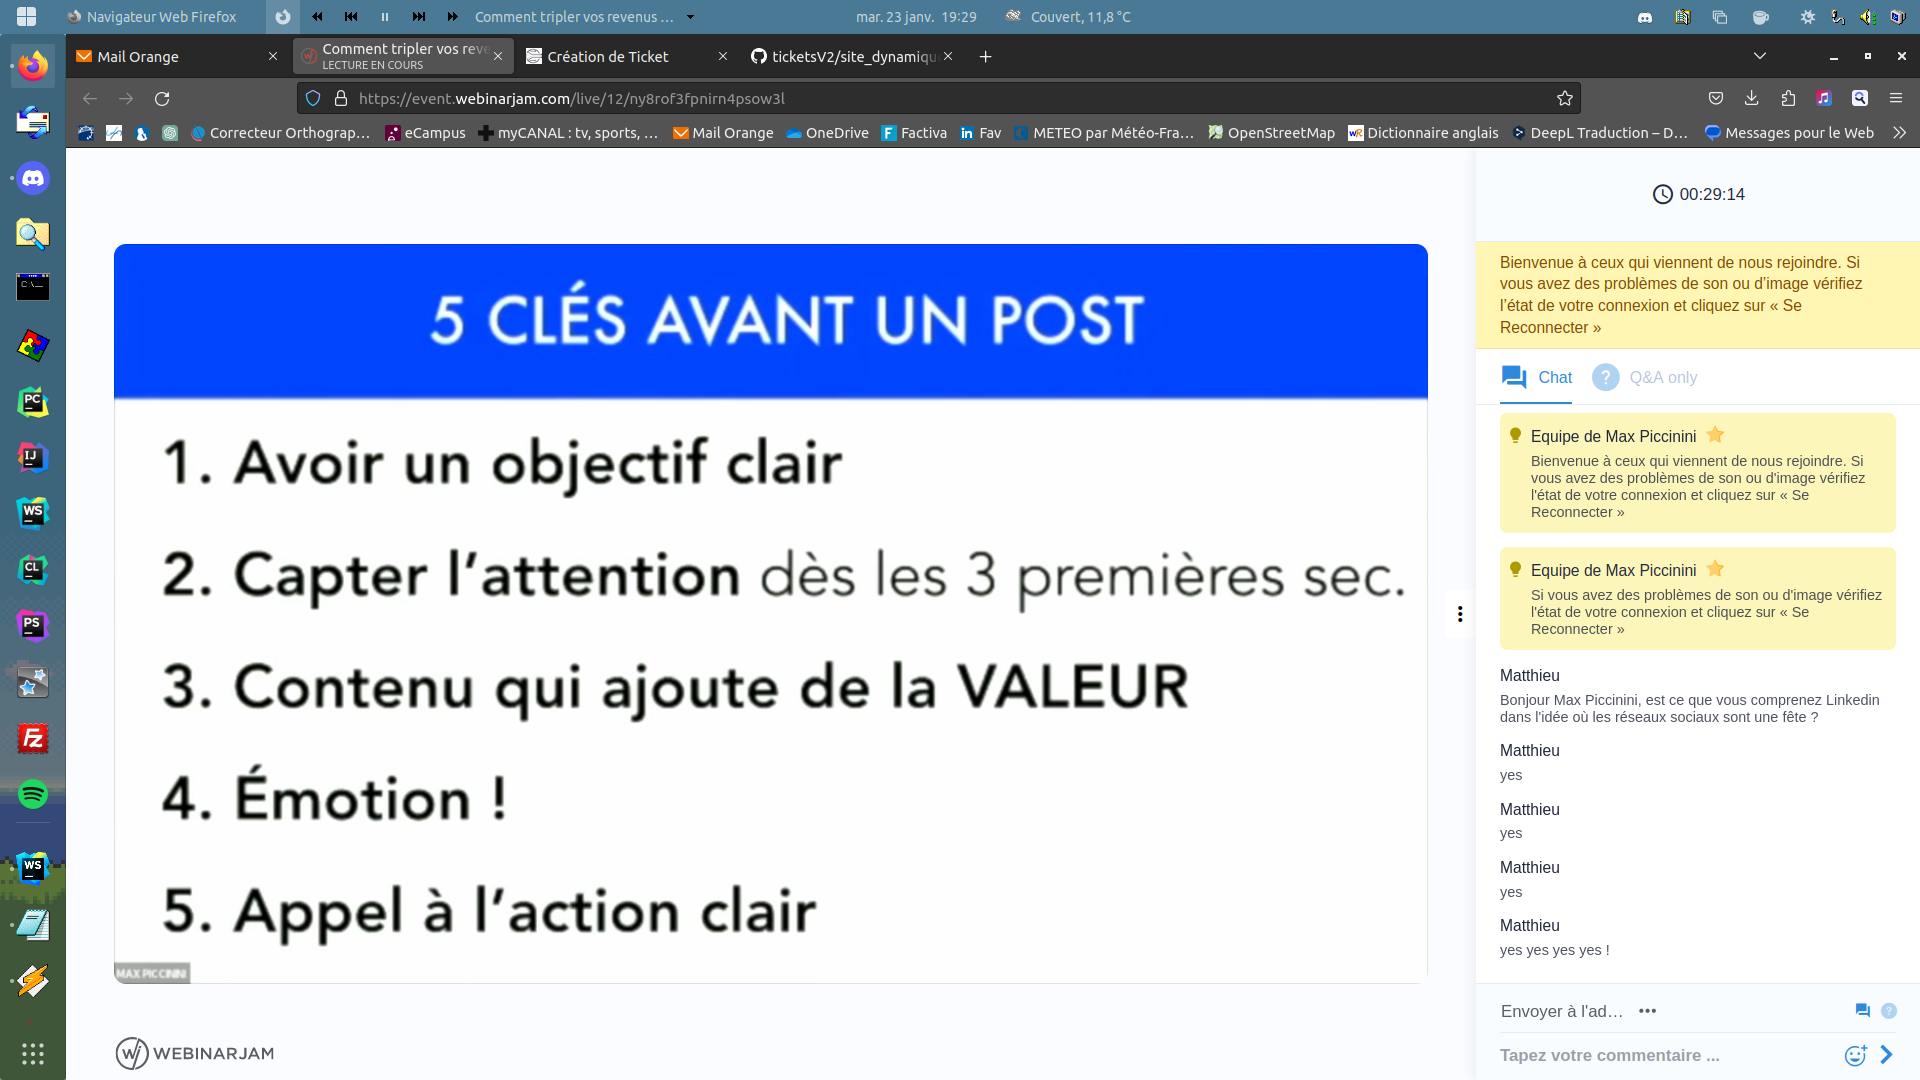 Navigateur Web Firefox
Comment tripler vos revenus ...
mar. 23 janv. 19:29
Couvert, 11,8 °C
Mail Orange
Comment tripler vos reve
LECTURE EN COURS
Création de Ticket
ticketsV2/site_dynamiqu
https://event.webinarjam.com/live/12/ny8rof3fpnirn4psow3l
Correcteur Orthograp…
eCampus
myCANAL : tv, sports, …
Mail Orange
OneDrive
Factiva
Fav
METEO par Météo-Fra…
OpenStreetMap
Dictionnaire anglais
DeepL Traduction – D…
Messages pour le Web
00:29:14
Bienvenue à ceux qui viennent de nous rejoindre. Si
vous avez des problèmes de son ou d'image vérifiez
l'état de votre connexion et cliquez sur « Se
Reconnecter »
Chat
Q&A only
Equipe de Max Piccinini
Bienvenue à ceux qui viennent de nous rejoindre. Si
vous avez des problèmes de son ou d'image vérifiez
l'état de votre connexion et cliquez sur « Se
Reconnecter »
Equipe de Max Piccinini
Si vous avez des problèmes de son ou d'image vérifiez
l'état de votre connexion et cliquez sur « Se
Reconnecter »
Matthieu
Bonjour Max Piccinini, est ce que vous comprenez Linkedin
dans l'idée où les réseaux sociaux sont une fête ?
Matthieu
yes
Matthieu
yes
Matthieu
yes
Matthieu
yes yes yes yes !
Envoyer à l'ad…
Tapez votre commentaire ...
5 CLÉS AVANT UN POST
1. Avoir un objectif clair
2. Capter l'attention dès les 3 premières sec.
3. Contenu qui ajoute de la VALEUR
4. Émotion !
5. Appel à l'action clair
MAX PICCININI
WEBINARJAM
PC
IJ
WS
CL
PS
FZ
WS